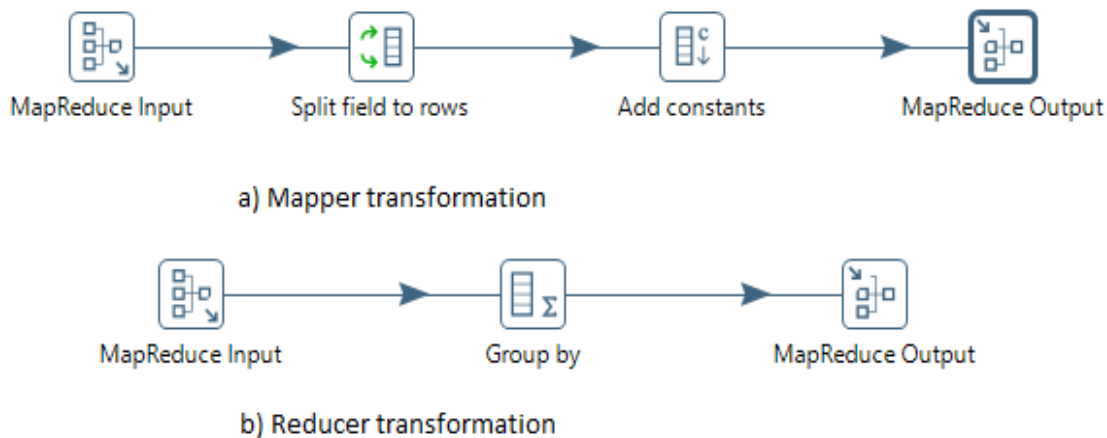 MapReduce Input
Split field to rows
Add constants
MapReduce Output
a) Mapper transformation
MapReduce Input
Group by
MapReduce Output
b) Reducer transformation